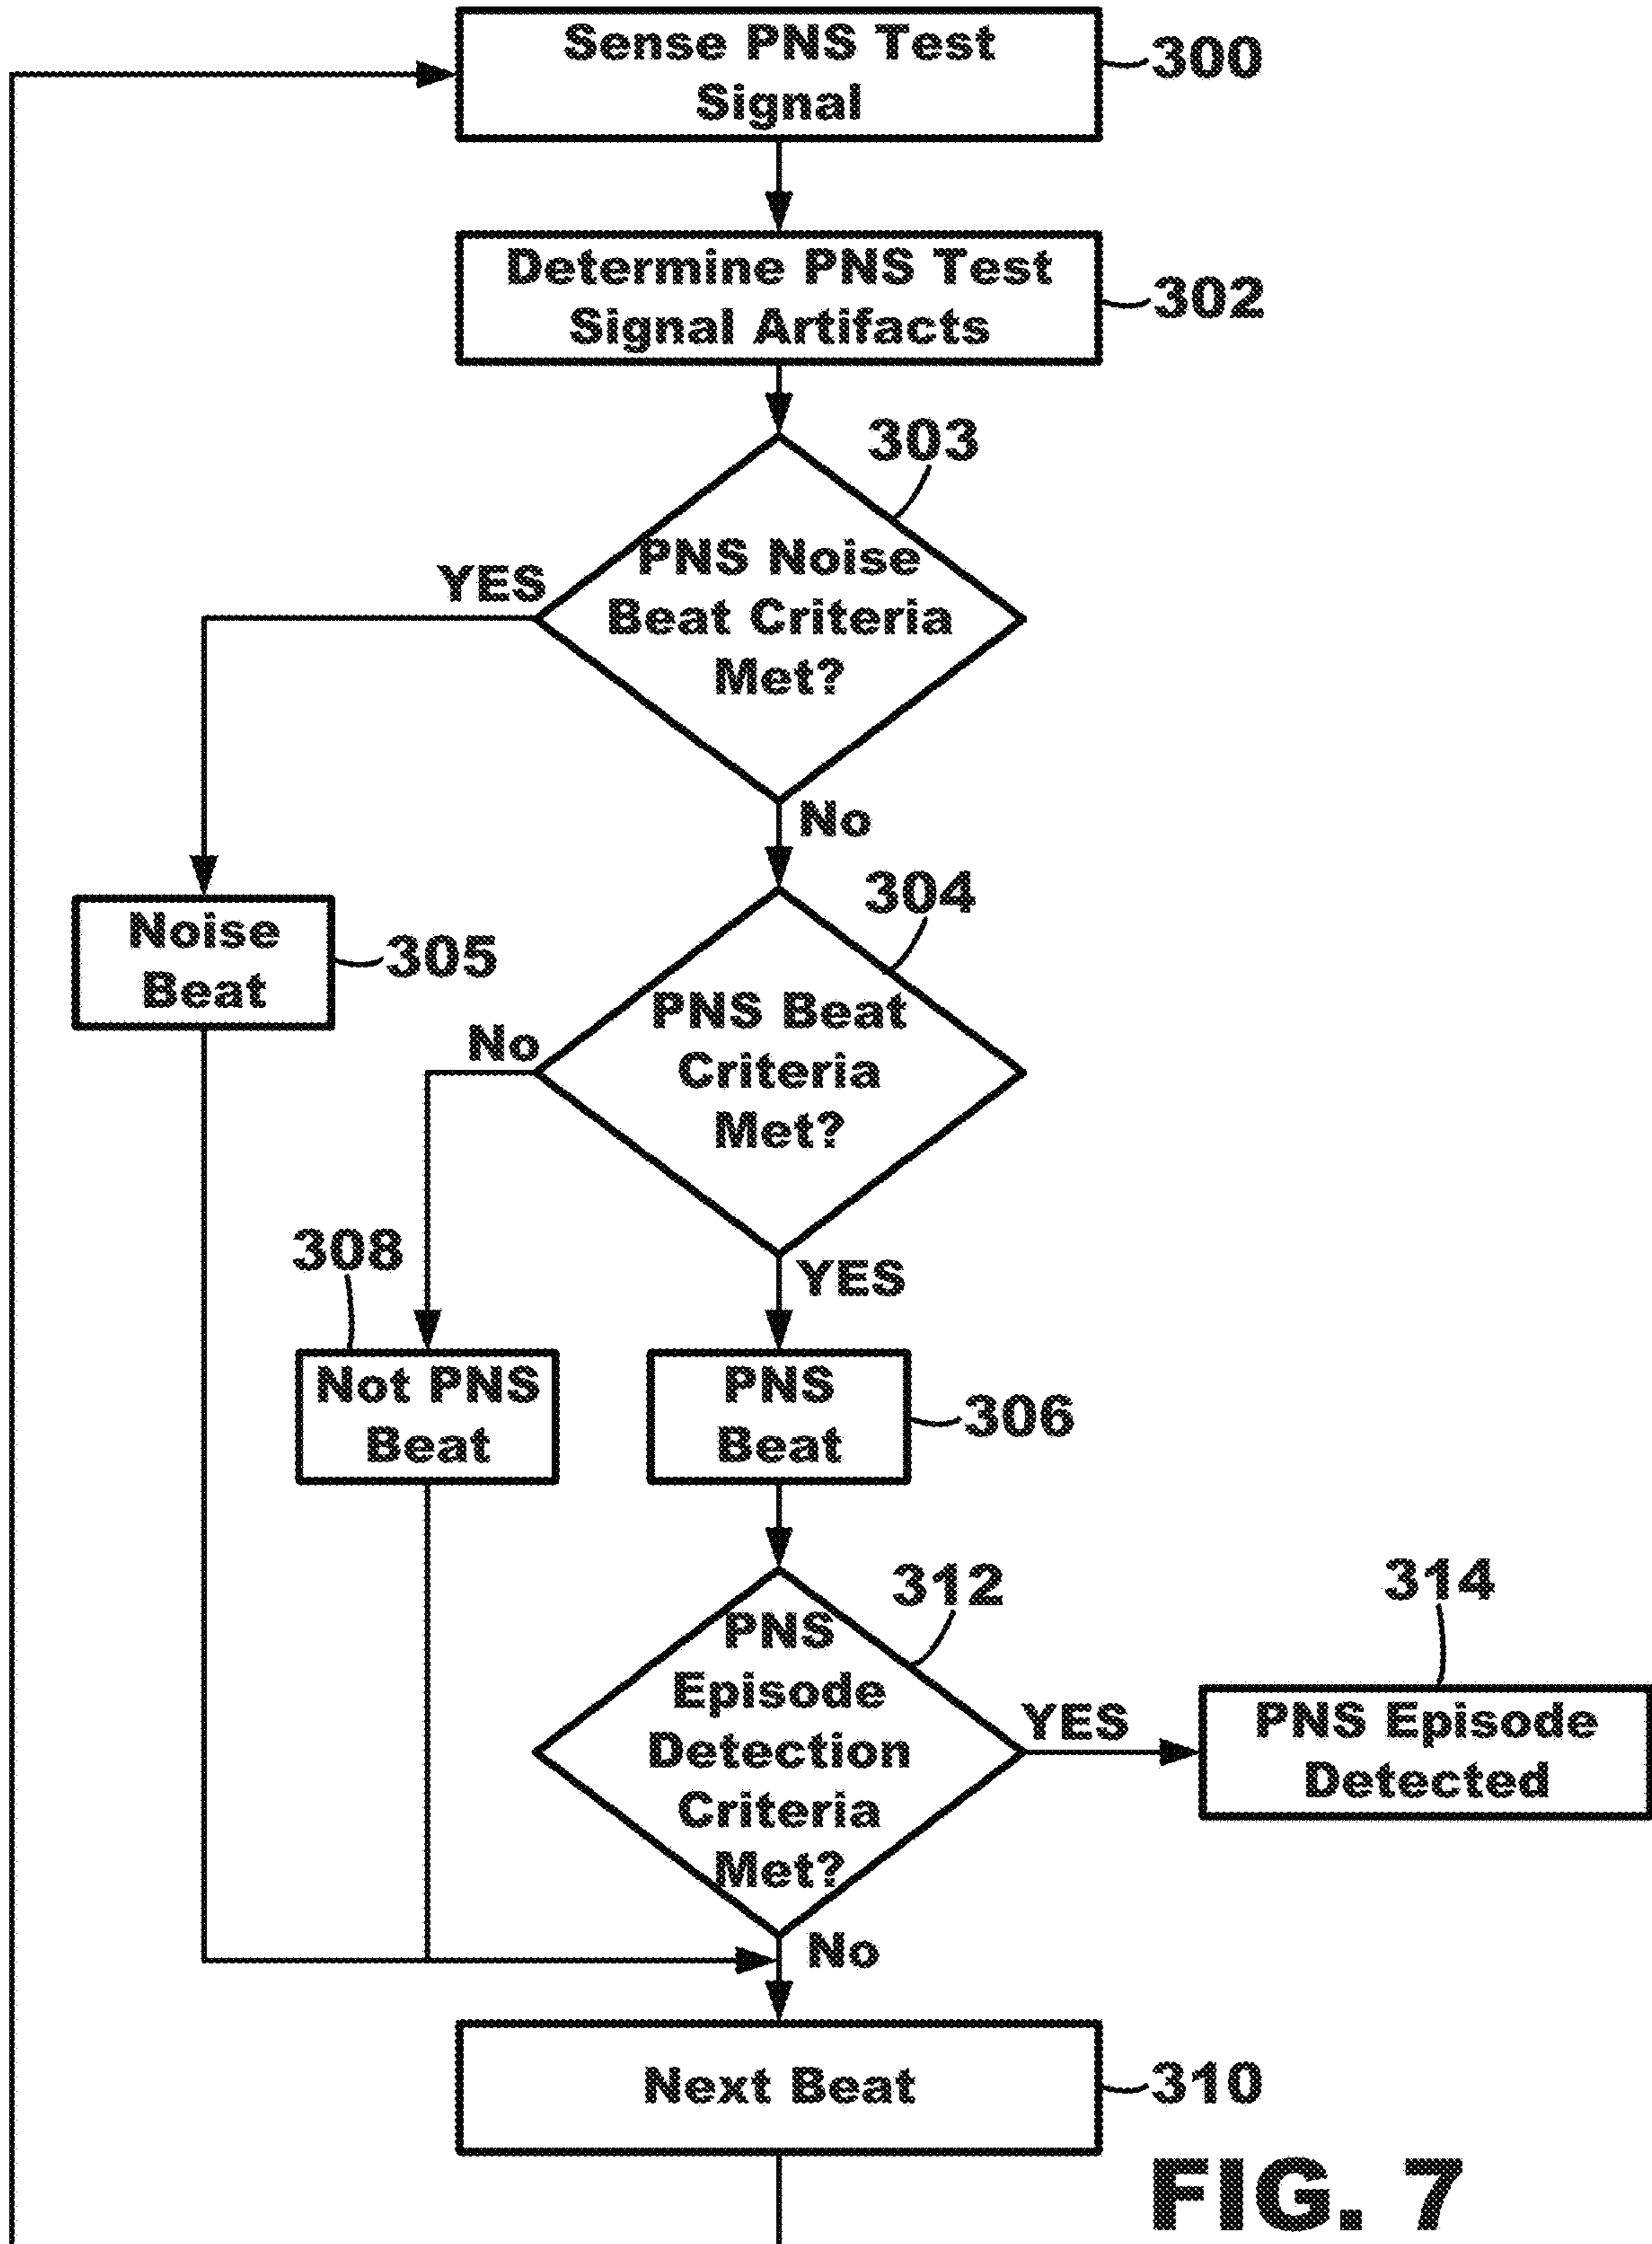 Sense PNS Test
Signal
300
Determine PNS Test
Signal Artifacts
302
303
PNS Noise
Beat Criteria
Met?
YES
No
Noise
Beat
305
304
PNS Beat
Criteria
Met?
No
YES
308
Not PNS
Beat
PNS
Beat
306
312
PNS
Episode
Detection
Criteria
Met?
YES
314
PNS Episode
Detected
No
Next Beat
310
FIG. 7